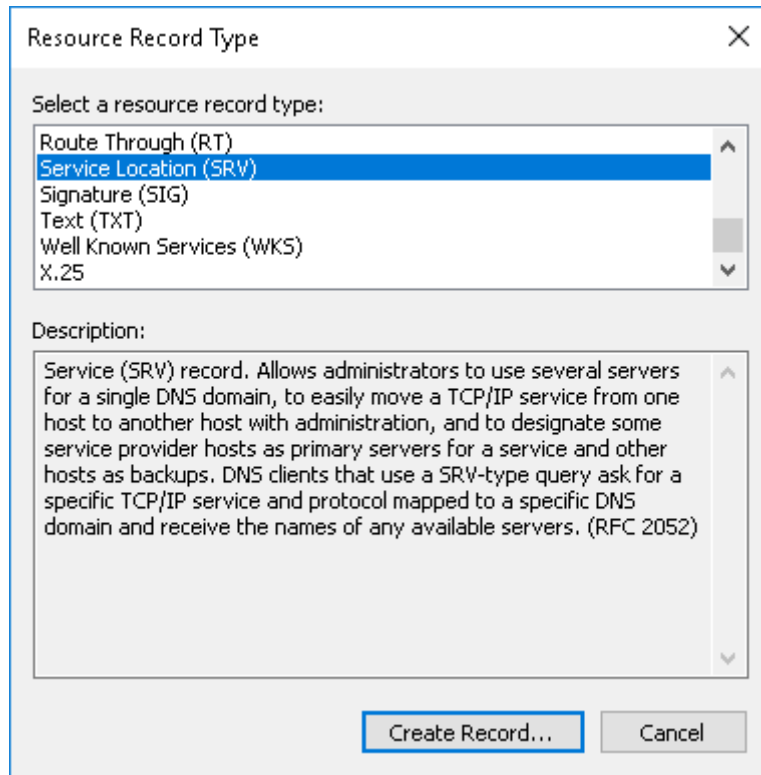 Resource Record Type
Select a resource record type:
Route Through (RT)
Service Location (SRV)
Signature (SIG)
Text (TXT)
Well Known Services (WKS)
X.25
Description:
Service (SRV) record. Allows administrators to use several servers
for a single DNS domain, to easily move a TCP/IP service from one
host to another host with administration, and to designate some
service provider hosts as primary servers for a service and other
hosts as backups. DNS clients that use a SRV-type query ask for a
specific TCP/IP service and protocol mapped to a specific DNS
domain and receive the names of any available servers. (RFC 2052)
Create Record... Cancel